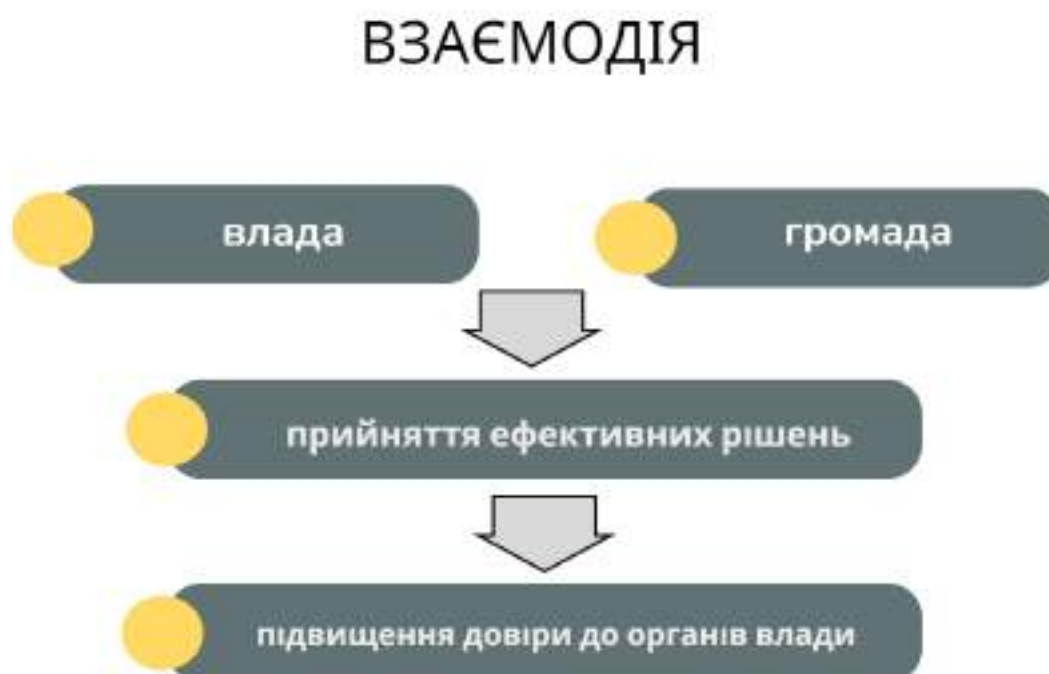 ВЗАЄМОДІЯ
влада
громада
прийняття ефективних рішень
підвищення довіри до органів влади